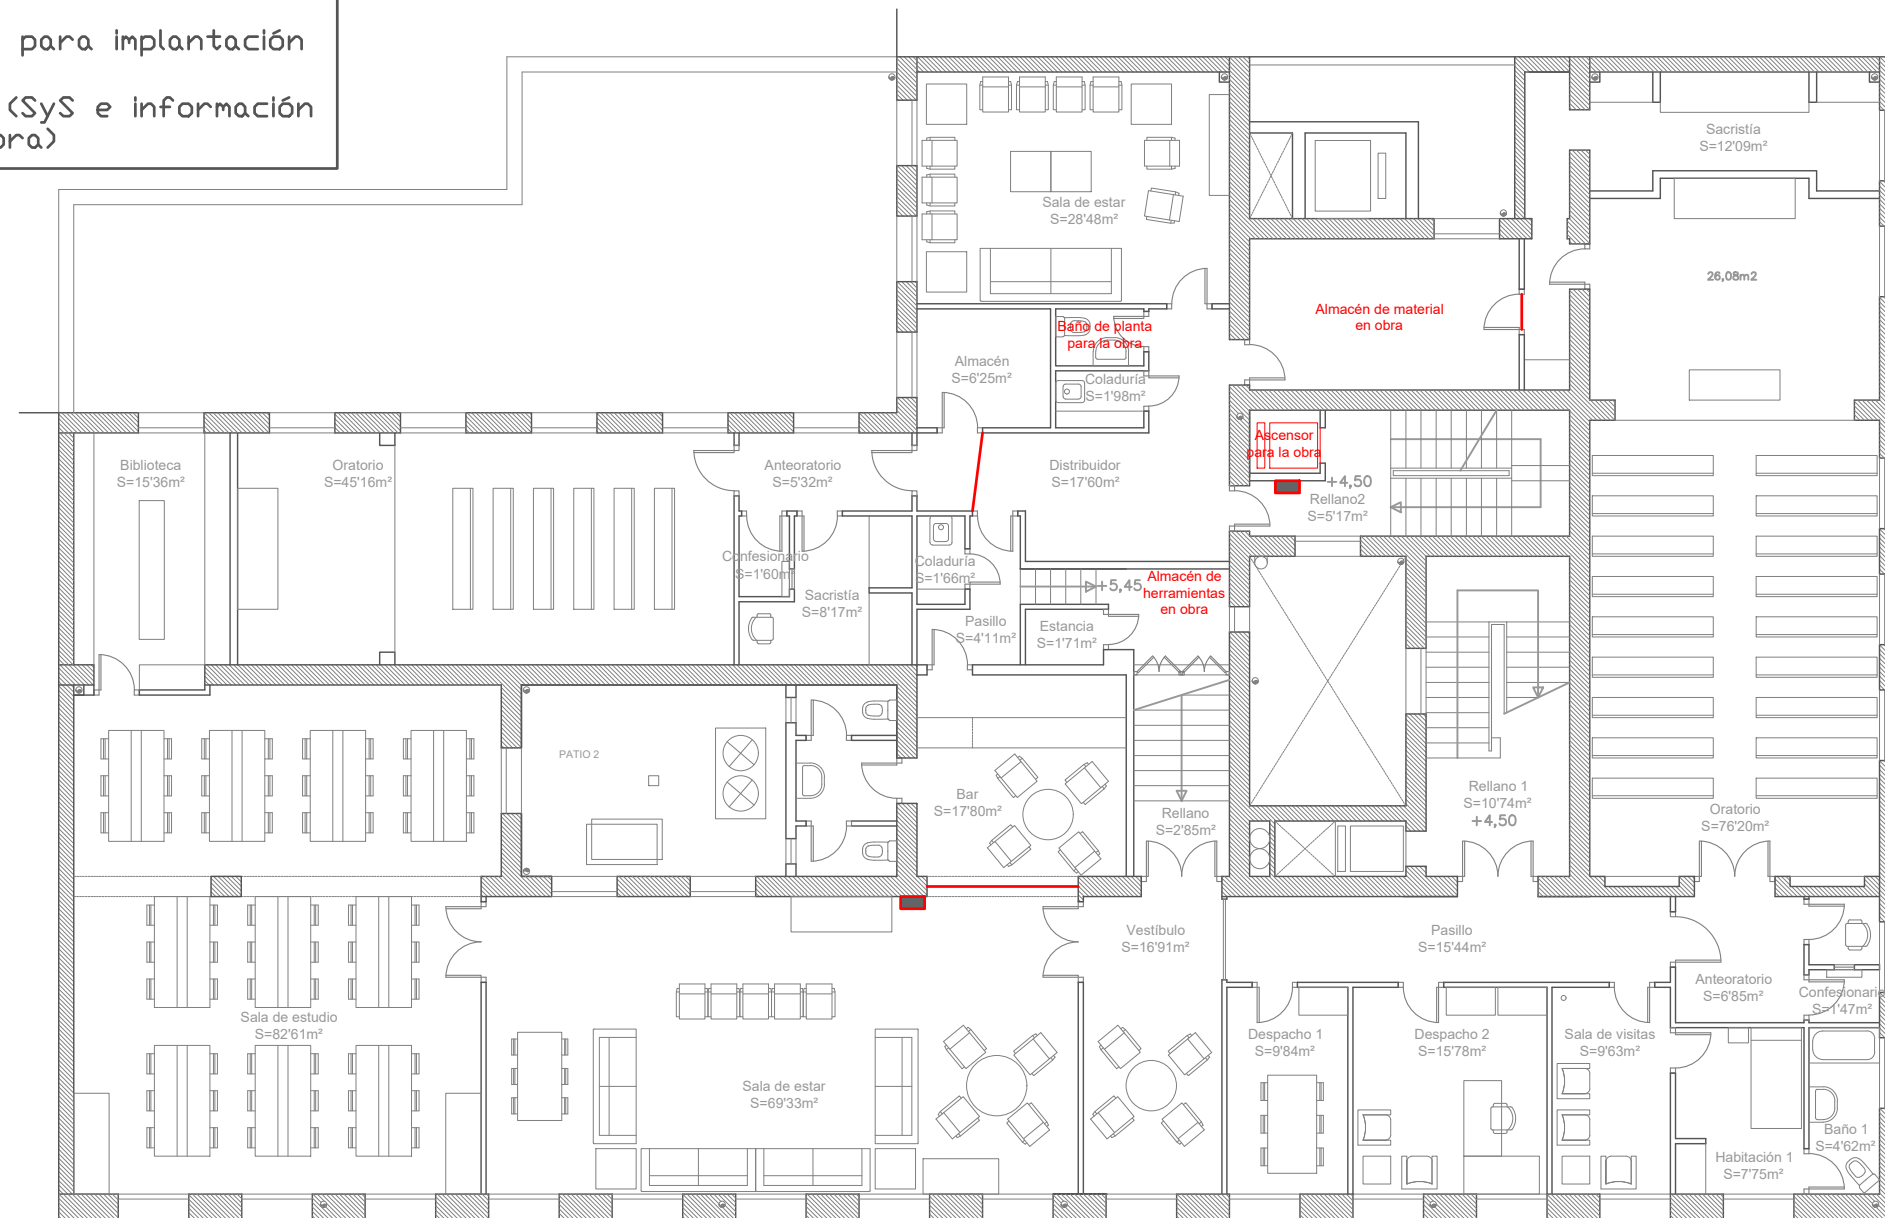 para implantación
(SyS e información
Sacristía
S=12'09m²
Sala de estar
S=28'48m²
26,08m2
Almacén de material
en obra
Baño de planta
para la obra
Almacén
S=6'25m²
Coladuría
S=1'98m²
Ascensor
para la obra
Biblioteca
S=15'36m²
Oratorio
S=45'16m²
Anteoratorio
S=5'32m²
Distribuidor
S=17'60m²
+4,50
Rellano2
S=5'17m²
Confesionario
S=1'60m²
Coladuría
S=1'66m²
Sacristía
S=8'17m²
+5,45
Almacén de
herramientas
en obra
Pasillo
S=4'11m²
Estancia
S=1'71m²
PATIO 2
Bar
S=17'80m²
Rellano
S=2'85m²
Rellano 1
S=10'74m²
+4,50
Oratorio
S=76'20m²
Vestíbulo
S=16'91m²
Pasillo
S=15'44m²
Anteoratorio
S=6'85m²
Confesionario
S=1'47m²
Sala de estudio
S=82'61m²
Despacho 1
S=9'84m²
Despacho 2
S=15'78m²
Sala de visitas
S=9'63m²
Sala de estar
S=69'33m²
Baño 1
S=4'62m²
Habitación 1
S=7'75m²